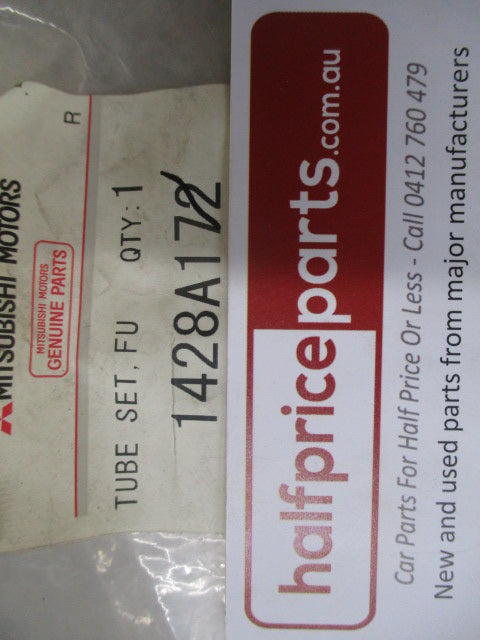 MITSUBISHI MOTORS
MITSUBISHI MOTORS
GENUINE PARTS
R
TUBE SET, FU QTY: 1
1428A172
halfpriceparts.com.au
Car Parts For Half Price Or Less - Call 0412 760 479
New and used parts from major manufacturers